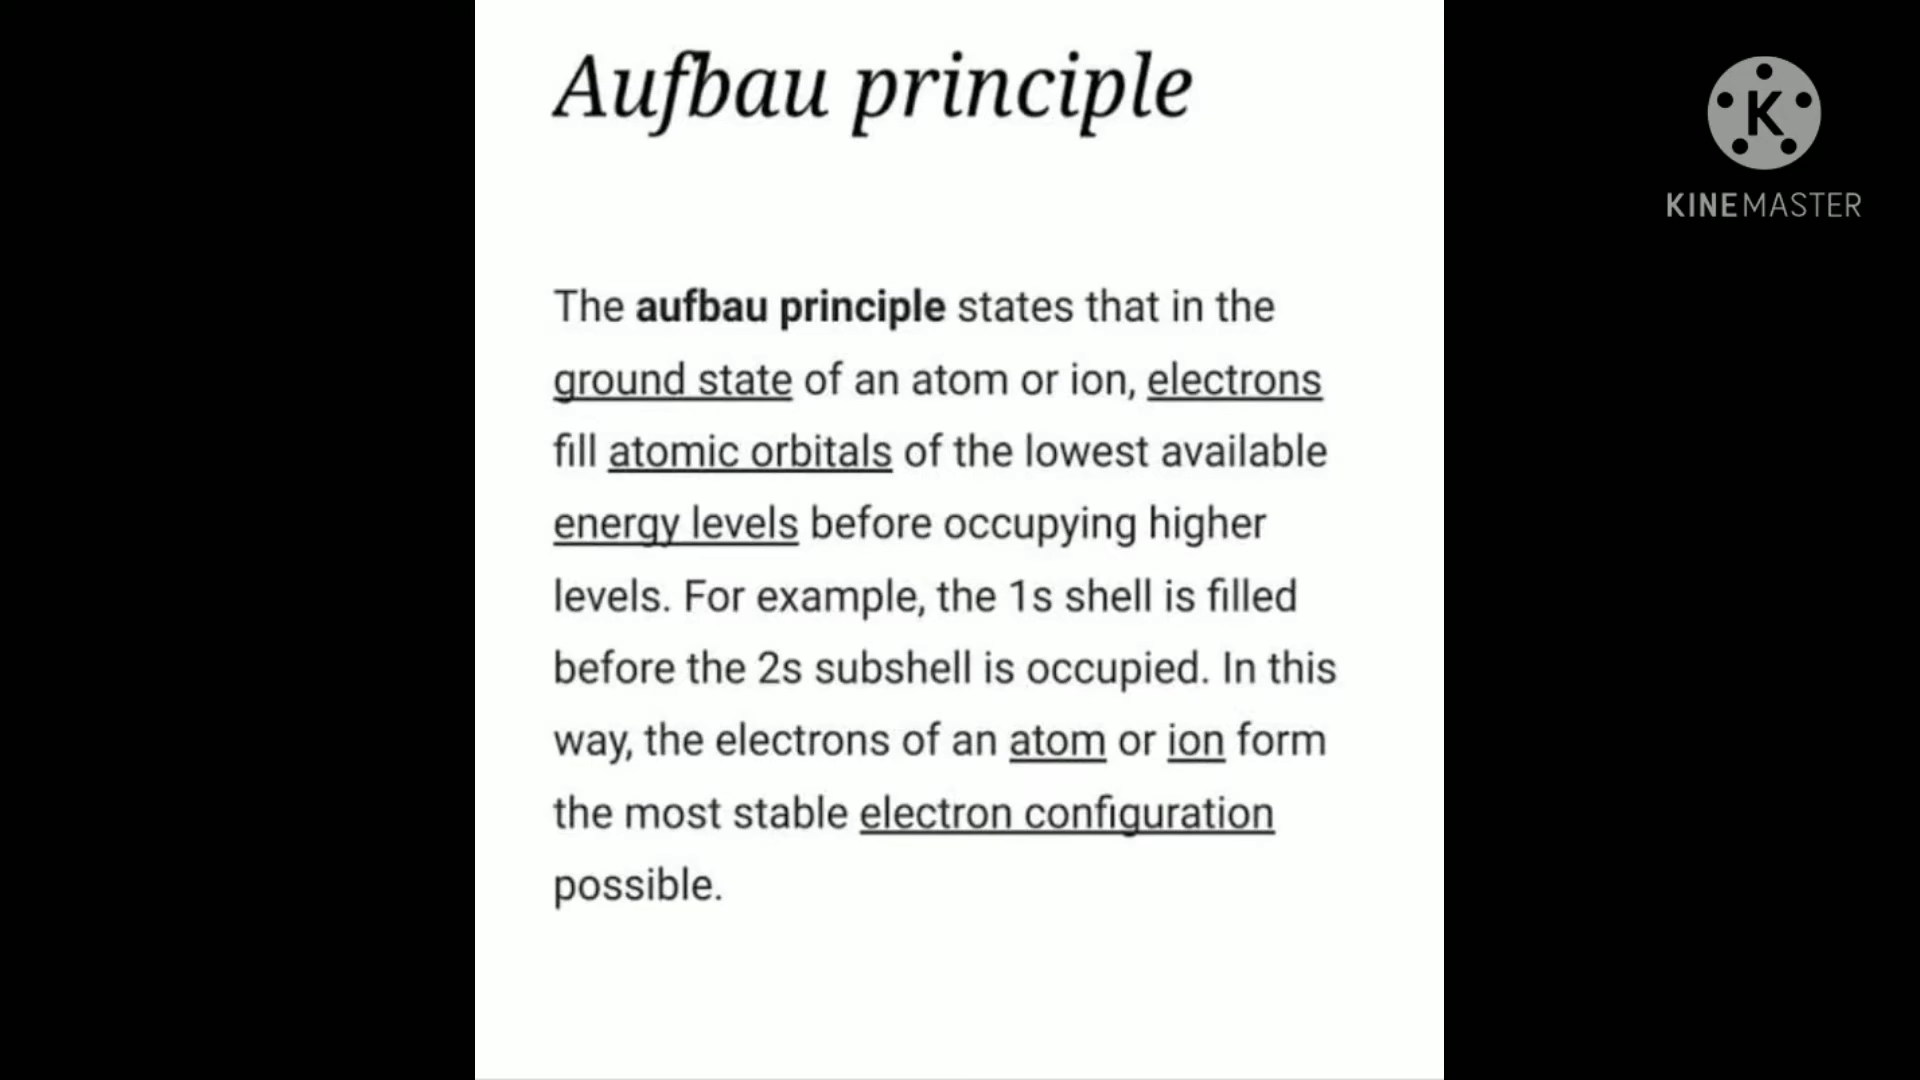 Aufbau principle
K
KINEMASTER
The aufbau principle states that in the
ground state of an atom or ion, electrons
fill atomic orbitals of the lowest available
energy levels before occupying higher
levels. For example, the 1s shell is filled
before the 2s subshell is occupied. In this
way, the electrons of an atom or ion form
the most stable electron configuration
possible.